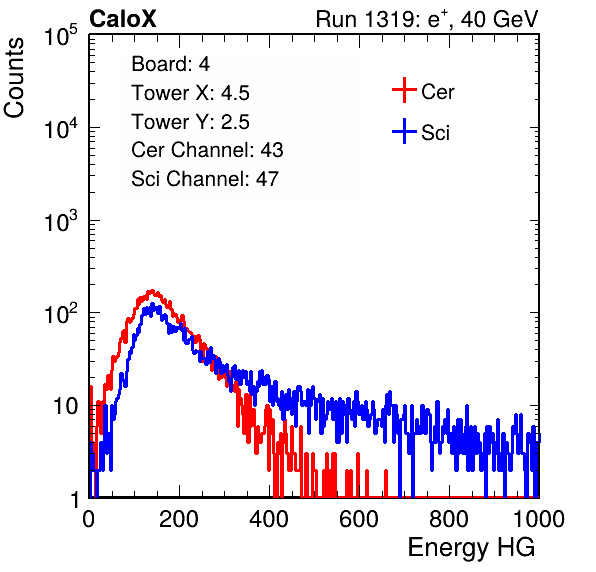 CaloX Run 1319: e⁺, 40 GeV
Counts
Board: 4
Tower X: 4.5
Tower Y: 2.5
Cer Channel: 43
Sci Channel: 47
Cer
Sci
10⁵
10⁴
10³
10²
10
1
0 200 400 600 800 1000
Energy HG